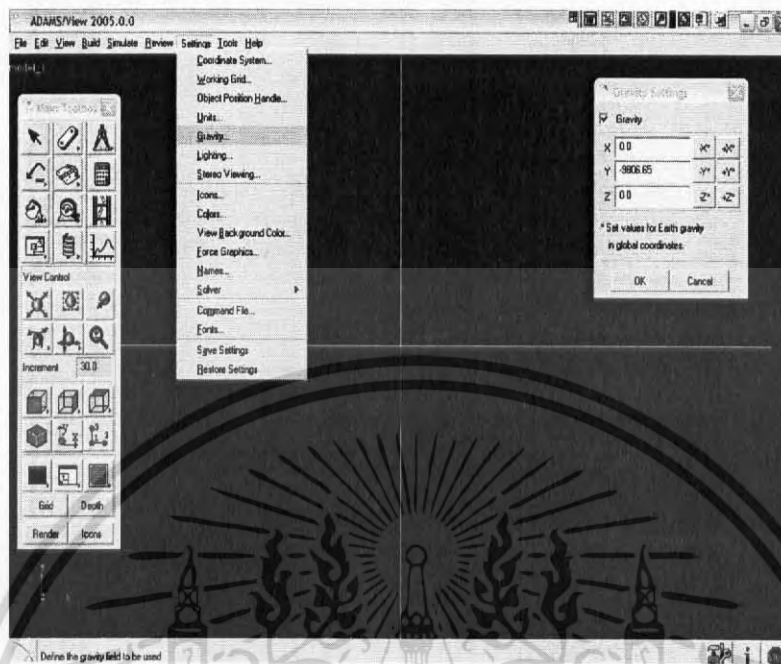 ADAMS/View 2005.0.0
File Edit View Build Simulate Review Settings Tools Help
model_1
Coordinate System...
Working Grid...
Object Position Handle...
Units...
Gravity...
Lighting...
Stereo Viewing...
Icons...
Colors...
View Background Color...
Force Graphics...
Names...
Solver
Command File...
Fonts...
Save Settings
Restore Settings
Main Toolbox
View Control
Increment 30.0
Grid Depth
Render Icons
Gravity Settings
Gravity
X 0.0 -X* +X*
Y -9806.65 -Y* +Y*
Z 0.0 -Z* +Z*
* Set values for Earth gravity
in global coordinates.
OK Cancel
Define the gravity field to be used